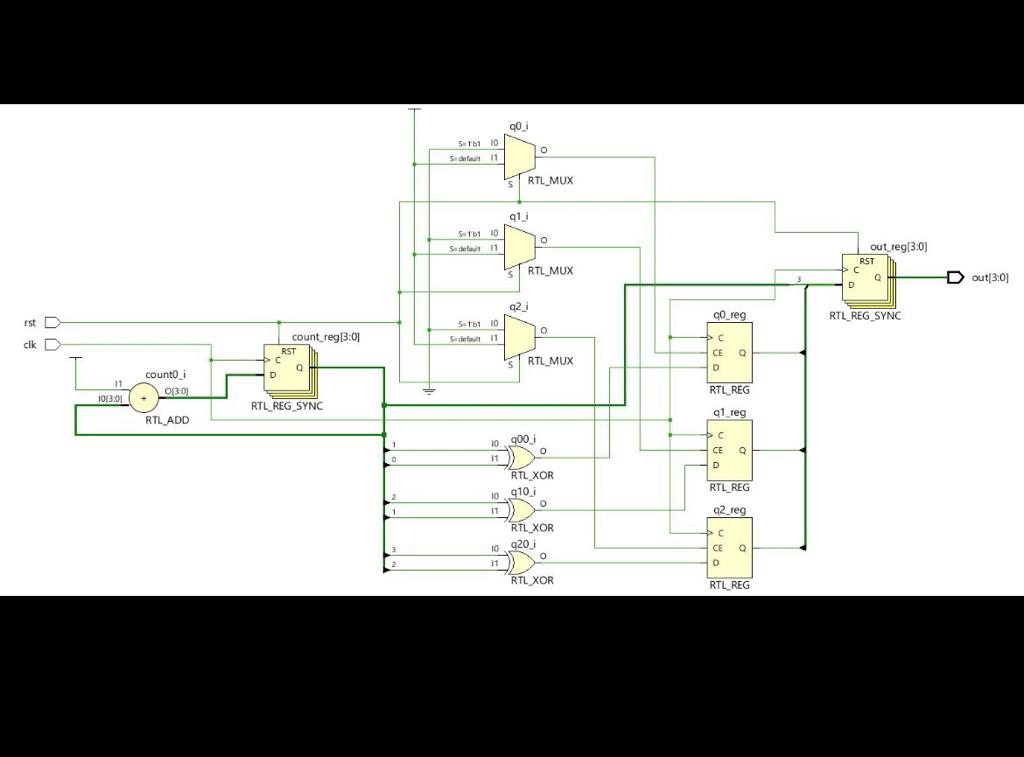 q0_i
S=1'b1 I0 O
S=default I1
S RTL_MUX
q1_i
S=1'b1 I0 O
S=default I1
S RTL_MUX
q2_i
S=1'b1 I0 O
S=default I1
S RTL_MUX
out_reg[3:0]
RST
C Q
D
RTL_REG_SYNC
out[3:0]
3
rst
clk
count_reg[3:0]
RST
C Q
D
RTL_REG_SYNC
count0_i
I1
I0[3:0] + O[3:0]
RTL_ADD
q0_reg
C
CE Q
D
RTL_REG
q1_reg
C
CE Q
D
RTL_REG
q2_reg
C
CE Q
D
RTL_REG
q00_i
1 I0 O
0 I1
RTL_XOR
q10_i
2 I0 O
1 I1
RTL_XOR
q20_i
3 I0 O
2 I1
RTL_XOR